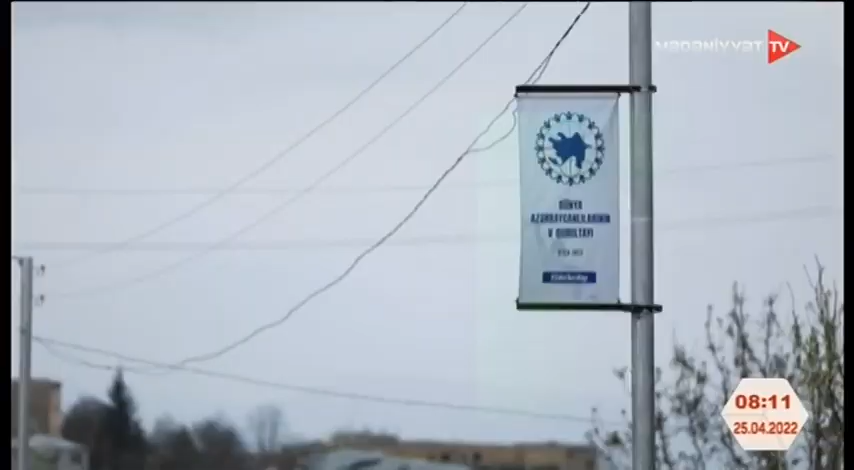 MƏDƏNİYYƏT TV
DÜNYA
AZƏRBAYCANLILARININ
V QURULTAYI
08:11
25.04.2022